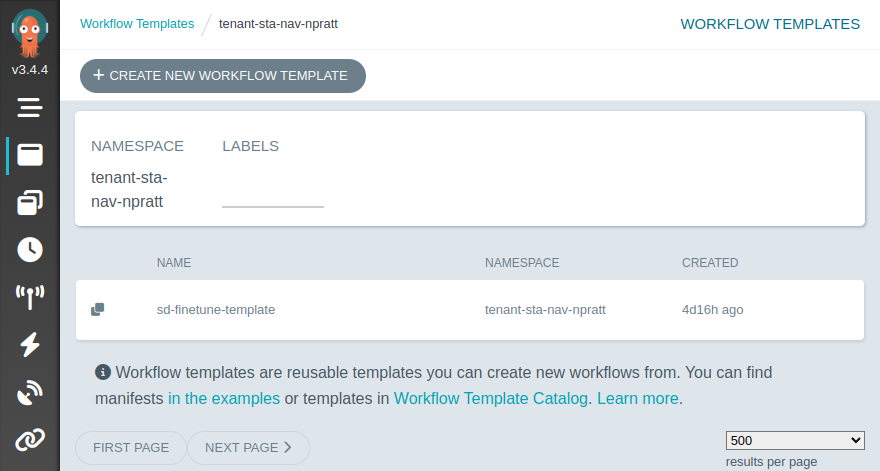 Workflow Templates / tenant-sta-nav-npratt
WORKFLOW TEMPLATES
v3.4.4
+ CREATE NEW WORKFLOW TEMPLATE
NAMESPACE LABELS
tenant-sta-
nav-npratt
NAME NAMESPACE CREATED
sd-finetune-template tenant-sta-nav-npratt 4d16h ago
Workflow templates are reusable templates you can create new workflows from. You can find
manifests in the examples or templates in Workflow Template Catalog. Learn more.
FIRST PAGE NEXT PAGE
500
results per page